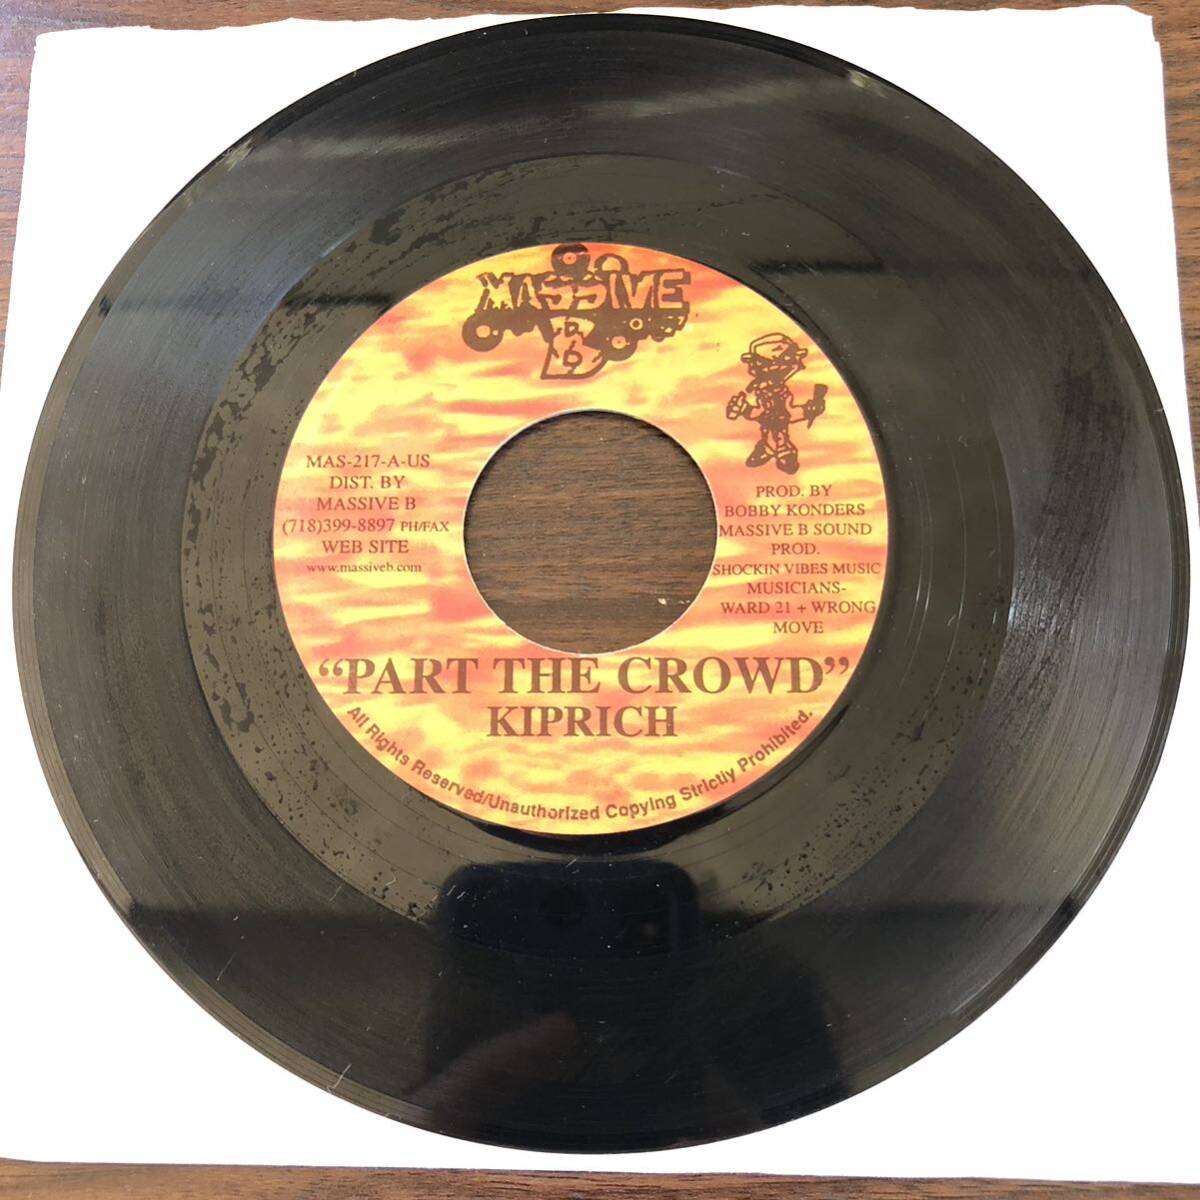 MASSIVE
B
MAS-217-A-US
DIST. BY
MASSIVE B
(718)399-8897 PH/FAX
WEB SITE
www.massiveb.com
PROD. BY
BOBBY KONDERS
MASSIVE B SOUND
PROD.
SHOCKIN VIBES MUSIC
MUSICIANS-
WARD 21 + WRONG
MOVE
“PART THE CROWD”
KIPRICH
All Rights Reserved/Unauthorized Copying Strictly Prohibited.